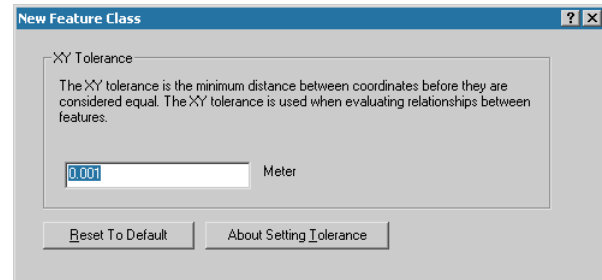 New Feature Class
XY Tolerance
The XY tolerance is the minimum distance between coordinates before they are
considered equal. The XY tolerance is used when evaluating relationships between
features.
0.001 Meter
Reset To Default About Setting Tolerance